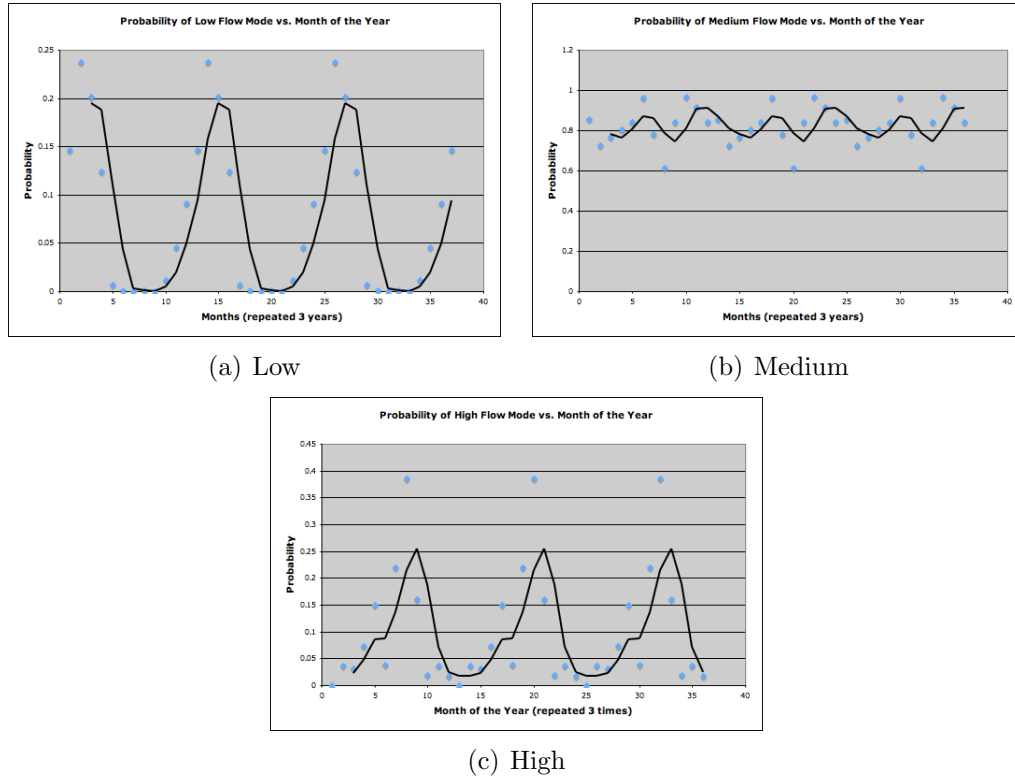 Probability of Low Flow Mode vs. Month of the Year
0.25
0.2
0.15
0.1
0.05
0
Probability
0 5 10 15 20 25 30 35 40
Months (repeated 3 years)
(a) Low
Probability of Medium Flow Mode vs. Month of the Year
1.2
1
0.8
0.6
0.4
0.2
0
Probability
0 5 10 15 20 25 30 35 40
Months (repeated 3 years)
(b) Medium
Probability of High Flow Mode vs. Month of the Year
0.45
0.4
0.35
0.3
0.25
0.2
0.15
0.1
0.05
0
Probability
0 5 10 15 20 25 30 35 40
Month of the Year (repeated 3 times)
(c) High